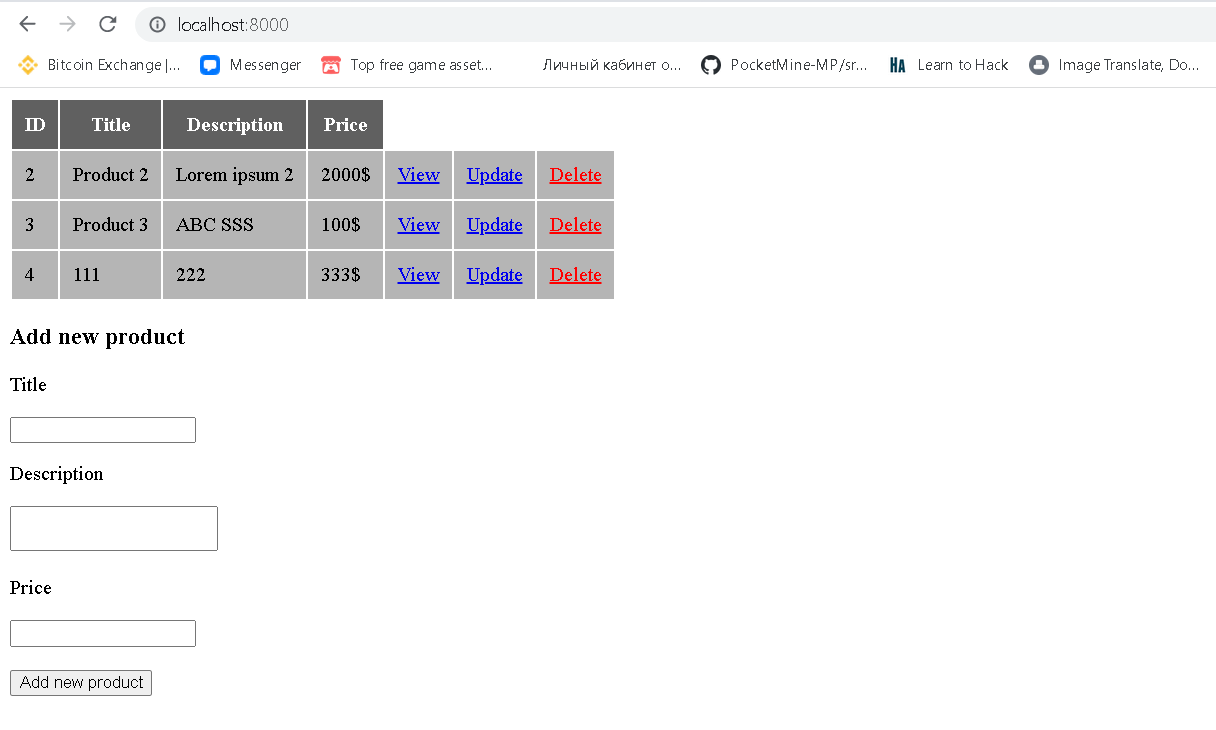 localhost:8000
Bitcoin Exchange |... Messenger Top free game asset... Личный кабинет о... PocketMine-MP/sr... HA Learn to Hack Image Translate, Do...
ID Title Description Price
2 Product 2 Lorem ipsum 2 2000$ View Update Delete
3 Product 3 ABC SSS 100$ View Update Delete
4 111 222 333$ View Update Delete
Add new product
Title
Description
Price
Add new product